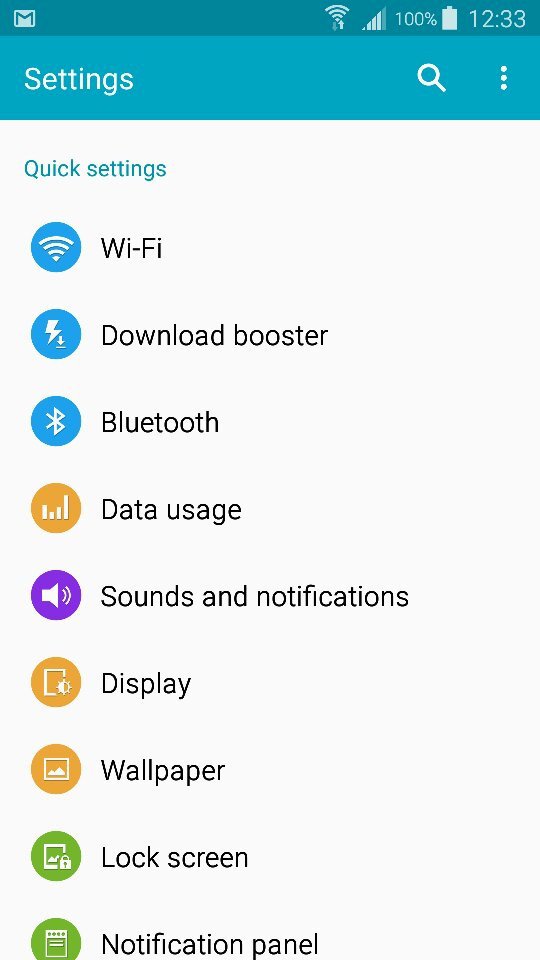 100% 12:33
Settings
Quick settings
Wi-Fi
Download booster
Bluetooth
Data usage
Sounds and notifications
Display
Wallpaper
Lock screen
Notification panel